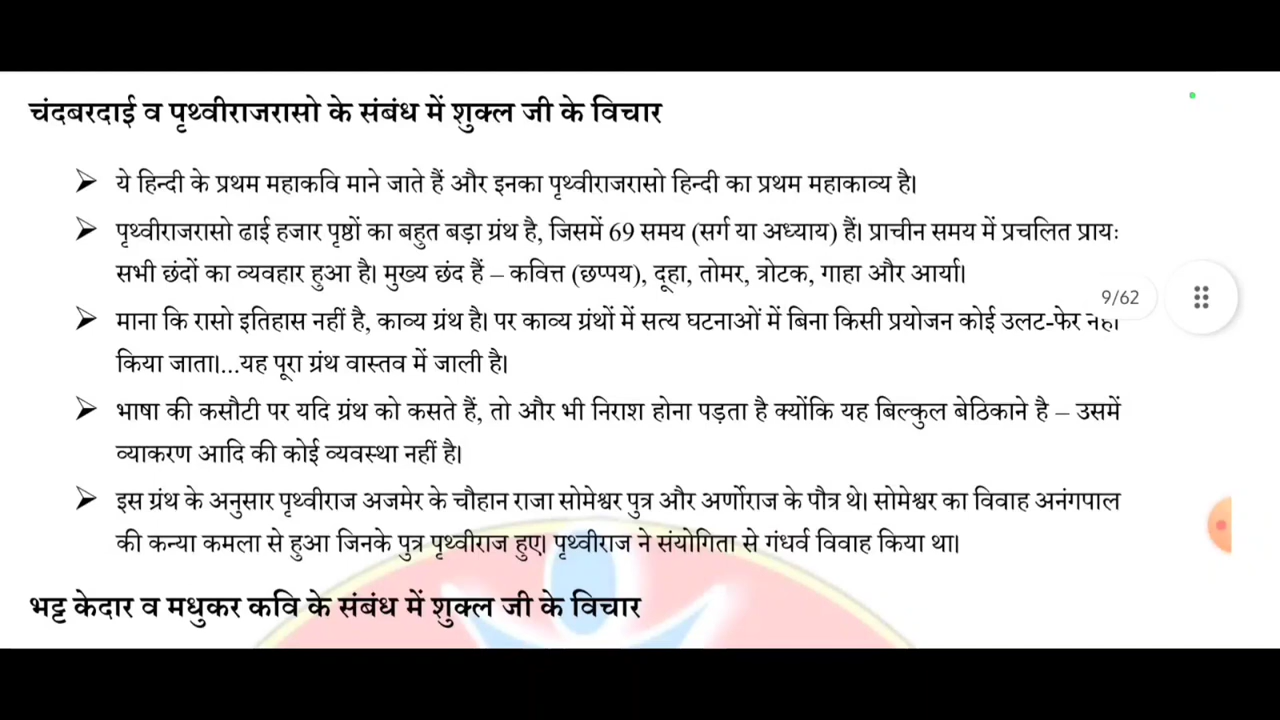 चंदबरदाई व पृथ्वीराजरासो के संबंध में शुक्ल जी के विचार
➤ ये हिन्दी के प्रथम महाकवि माने जाते हैं और इनका पृथ्वीराजरासो हिन्दी का प्रथम महाकाव्य है।
➤ पृथ्वीराजरासो ढाई हजार पृष्ठों का बहुत बड़ा ग्रंथ है, जिसमें 69 समय (सर्ग या अध्याय) हैं। प्राचीन समय में प्रचलित प्रायः
सभी छंदों का व्यवहार हुआ है। मुख्य छंद हैं – कवित्त (छप्पय), दूहा, तोमर, त्रोटक, गाहा और आर्या।
9/62
➤ माना कि रासो इतिहास नहीं है, काव्य ग्रंथ है। पर काव्य ग्रंथों में सत्य घटनाओं में बिना किसी प्रयोजन कोई उलट-फेर नहीं
किया जाता।...यह पूरा ग्रंथ वास्तव में जाली है।
➤ भाषा की कसौटी पर यदि ग्रंथ को कसते हैं, तो और भी निराश होना पड़ता है क्योंकि यह बिल्कुल बेठिकाने है – उसमें
व्याकरण आदि की कोई व्यवस्था नहीं है।
➤ इस ग्रंथ के अनुसार पृथ्वीराज अजमेर के चौहान राजा सोमेश्वर पुत्र और अर्णोराज के पौत्र थे। सोमेश्वर का विवाह अनंगपाल
की कन्या कमला से हुआ जिनके पुत्र पृथ्वीराज हुए। पृथ्वीराज ने संयोगिता से गंधर्व विवाह किया था।
भट्ट केदार व मधुकर कवि के संबंध में शुक्ल जी के विचार